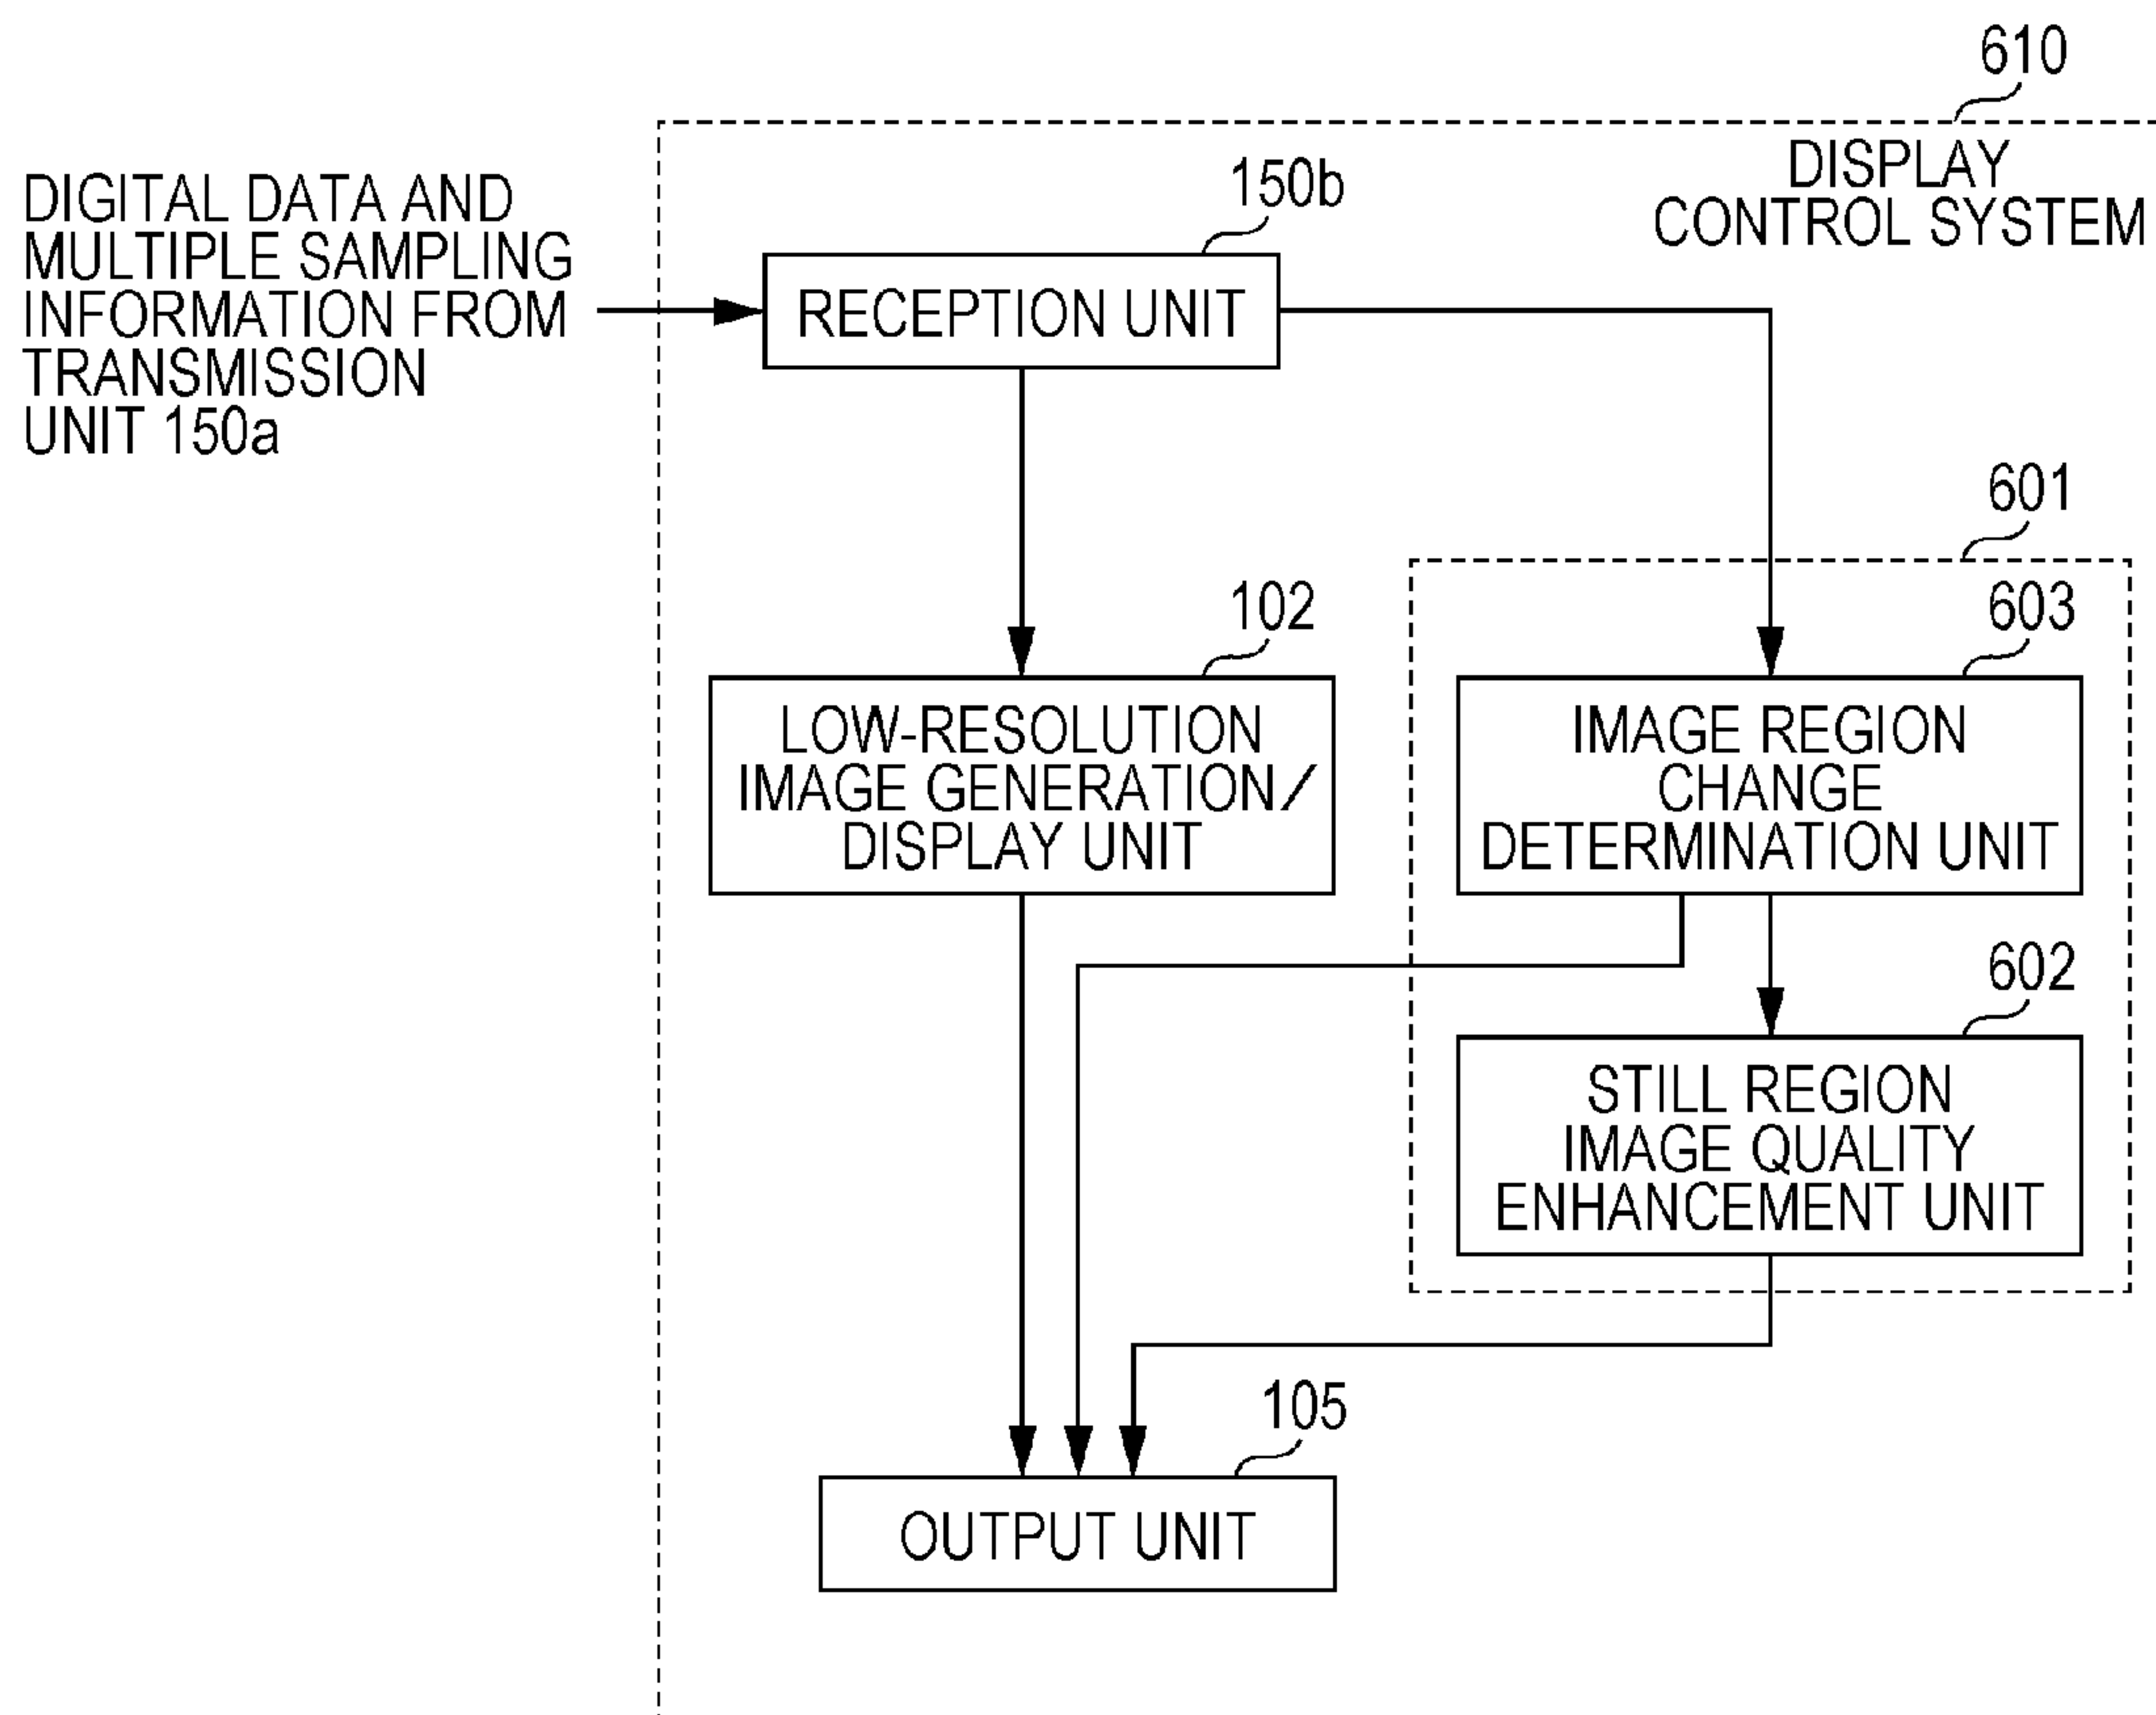 610
DISPLAY
CONTROL SYSTEM
DIGITAL DATA AND
MULTIPLE SAMPLING
INFORMATION FROM
TRANSMISSION
UNIT 150a
150b
RECEPTION UNIT
601
102
603
LOW-RESOLUTION
IMAGE GENERATION/
DISPLAY UNIT
IMAGE REGION
CHANGE
DETERMINATION UNIT
602
STILL REGION
IMAGE QUALITY
ENHANCEMENT UNIT
105
OUTPUT UNIT